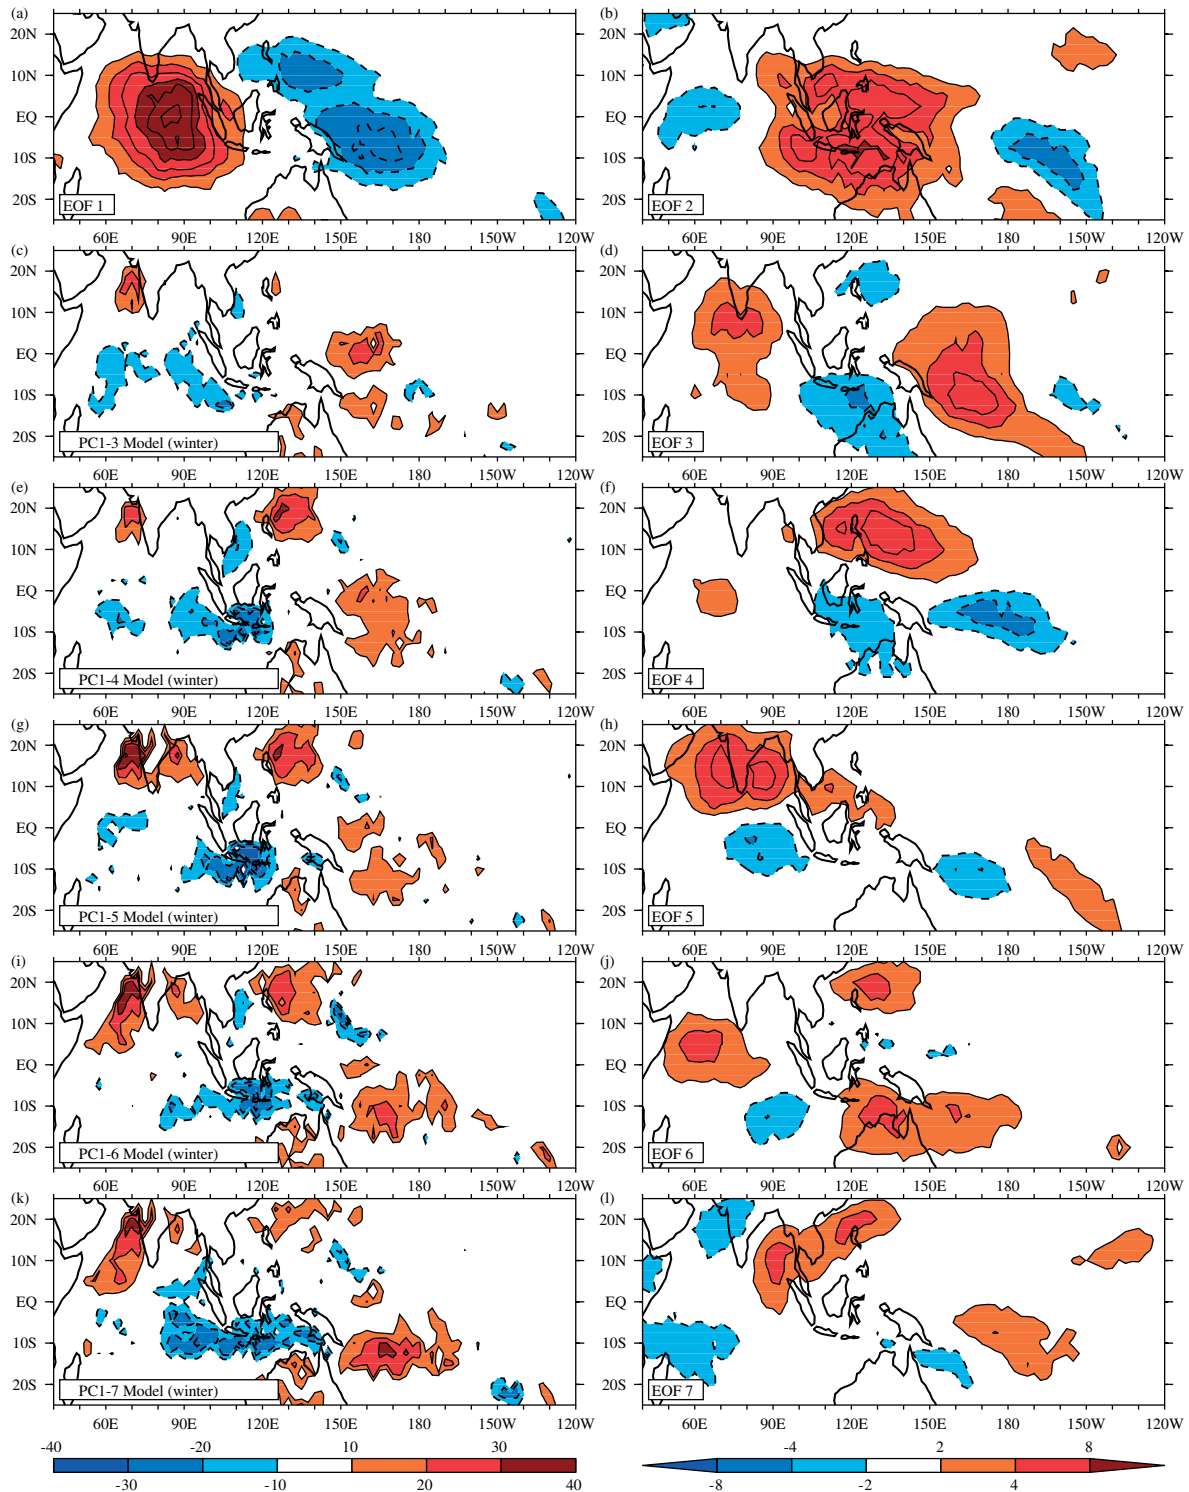 (a) (b)
20N 20N
10N 10N
EQ EQ
10S 10S
20S EOF 1 20S EOF 2
60E 90E 120E 150E 180 150W 120W 60E 90E 120E 150E 180 150W 120W
(c) (d)
20N 20N
10N 10N
EQ EQ
10S 10S
20S PC1-3 Model (winter) 20S EOF 3
60E 90E 120E 150E 180 150W 120W 60E 90E 120E 150E 180 150W 120W
(e) (f)
20N 20N
10N 10N
EQ EQ
10S 10S
20S PC1-4 Model (winter) 20S EOF 4
60E 90E 120E 150E 180 150W 120W 60E 90E 120E 150E 180 150W 120W
(g) (h)
20N 20N
10N 10N
EQ EQ
10S 10S
20S PC1-5 Model (winter) 20S EOF 5
60E 90E 120E 150E 180 150W 120W 60E 90E 120E 150E 180 150W 120W
(i) (j)
20N 20N
10N 10N
EQ EQ
10S 10S
20S PC1-6 Model (winter) 20S EOF 6
60E 90E 120E 150E 180 150W 120W 60E 90E 120E 150E 180 150W 120W
(k) (l)
20N 20N
10N 10N
EQ EQ
10S 10S
20S PC1-7 Model (winter) 20S EOF 7
60E 90E 120E 150E 180 150W 120W 60E 90E 120E 150E 180 150W 120W
-40 -20 10 30 -4 2 8
-30 -10 20 40 -8 -2 4